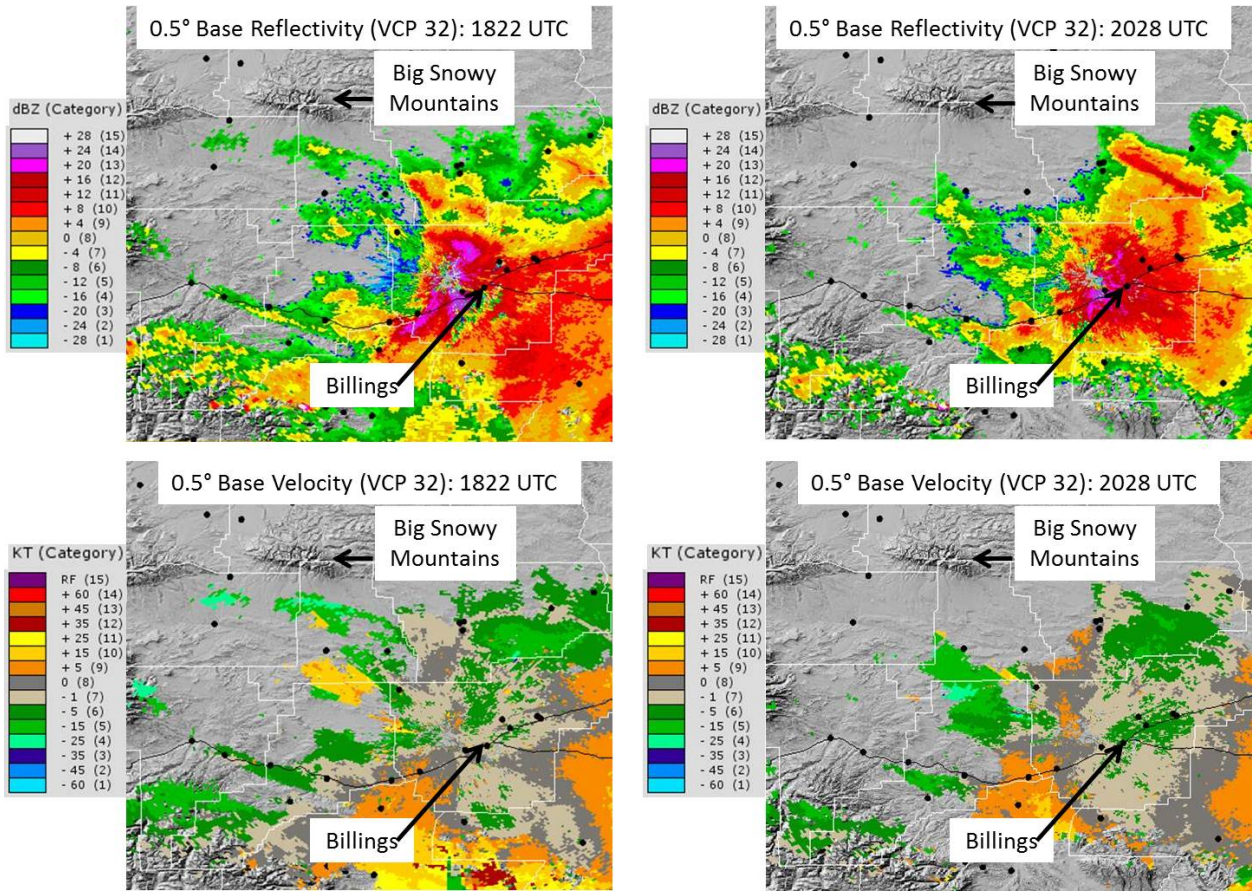 0.5° Base Reflectivity (VCP 32): 1822 UTC
Big Snowy
Mountains
dBZ (Category)
+ 28 (15)
+ 24 (14)
+ 20 (13)
+ 16 (12)
+ 12 (11)
+ 8 (10)
+ 4 (9)
0 (8)
- 4 (7)
- 8 (6)
- 12 (5)
- 16 (4)
- 20 (3)
- 24 (2)
- 28 (1)
Billings
0.5° Base Reflectivity (VCP 32): 2028 UTC
Big Snowy
Mountains
dBZ (Category)
+ 28 (15)
+ 24 (14)
+ 20 (13)
+ 16 (12)
+ 12 (11)
+ 8 (10)
+ 4 (9)
0 (8)
- 4 (7)
- 8 (6)
- 12 (5)
- 16 (4)
- 20 (3)
- 24 (2)
- 28 (1)
Billings
0.5° Base Velocity (VCP 32): 1822 UTC
Big Snowy
Mountains
KT (Category)
RF (15)
+ 60 (14)
+ 45 (13)
+ 35 (12)
+ 25 (11)
+ 15 (10)
+ 5 (9)
0 (8)
- 1 (7)
- 5 (6)
- 15 (5)
- 25 (4)
- 35 (3)
- 45 (2)
- 60 (1)
Billings
0.5° Base Velocity (VCP 32): 2028 UTC
Big Snowy
Mountains
KT (Category)
RF (15)
+ 60 (14)
+ 45 (13)
+ 35 (12)
+ 25 (11)
+ 15 (10)
+ 5 (9)
0 (8)
- 1 (7)
- 5 (6)
- 15 (5)
- 25 (4)
- 35 (3)
- 45 (2)
- 60 (1)
Billings